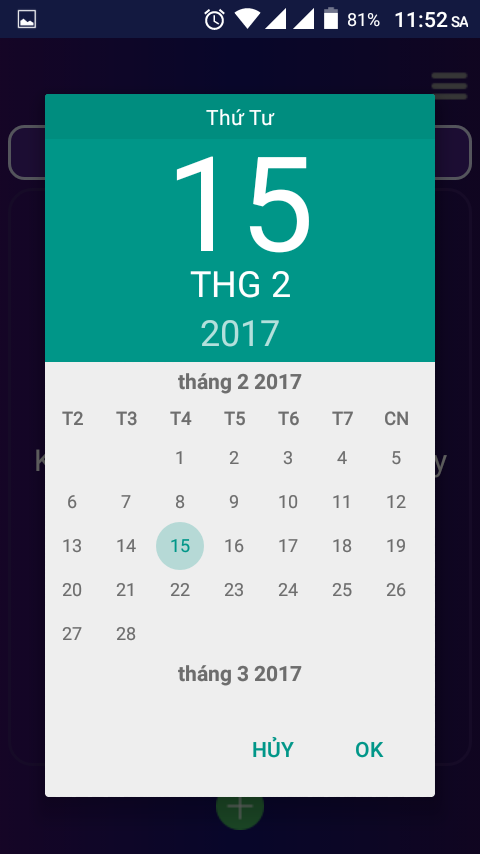 81% 11:52 SA
Thứ Tư
15
THG 2
2017
tháng 2 2017
T2 T3 T4 T5 T6 T7 CN
1 2 3 4 5
6 7 8 9 10 11 12
13 14 15 16 17 18 19
20 21 22 23 24 25 26
27 28
tháng 3 2017
HỦY OK